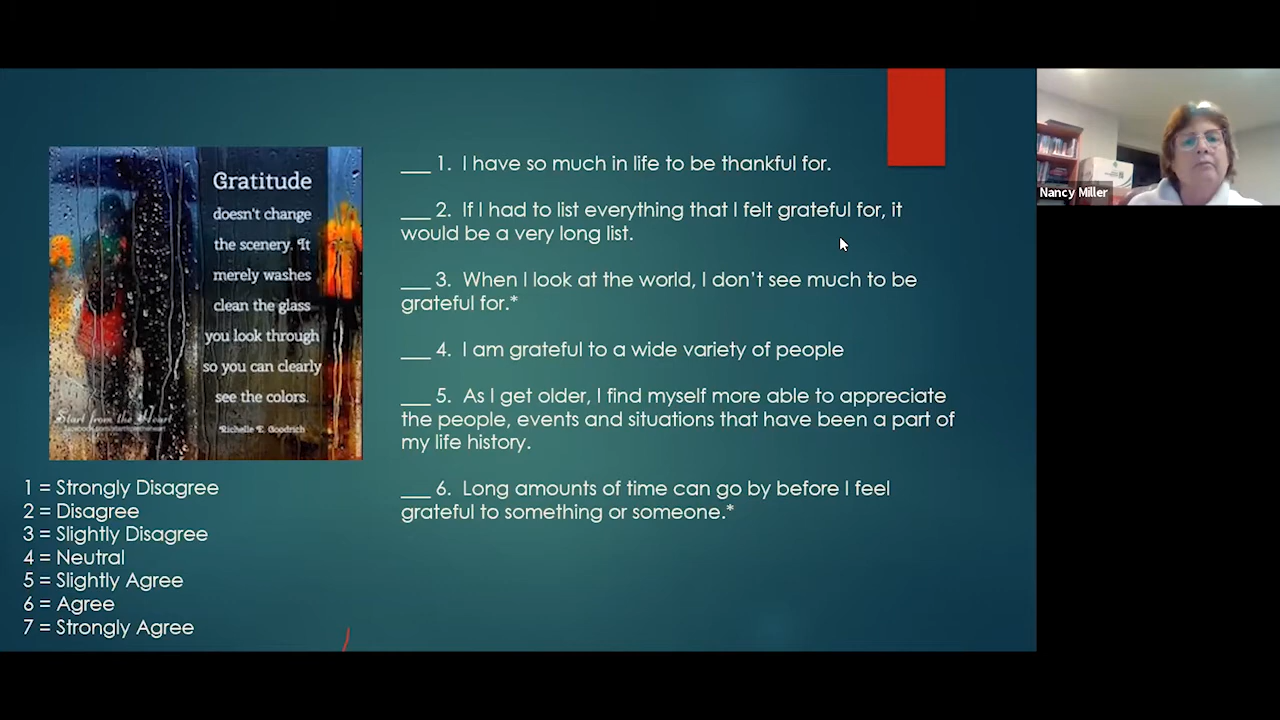 Gratitude
doesn't change
the scenery. It
merely washes
clean the glass
you look through
so you can clearly
see the colors.
Richelle E. Goodrich
Start from the Heart
1 = Strongly Disagree
2 = Disagree
3 = Slightly Disagree
4 = Neutral
5 = Slightly Agree
6 = Agree
7 = Strongly Agree
___ 1. I have so much in life to be thankful for.
___ 2. If I had to list everything that I felt grateful for, it
would be a very long list.
___ 3. When I look at the world, I don't see much to be
grateful for.*
___ 4. I am grateful to a wide variety of people
___ 5. As I get older, I find myself more able to appreciate
the people, events and situations that have been a part of
my life history.
___ 6. Long amounts of time can go by before I feel
grateful to something or someone.*
Nancy Miller